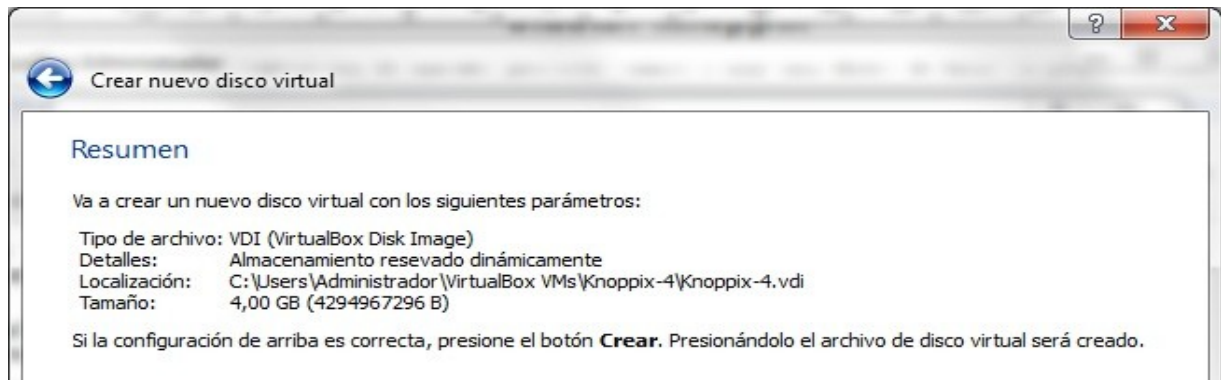 Crear nuevo disco virtual
Resumen
Va a crear un nuevo disco virtual con los siguientes parámetros:
Tipo de archivo: VDI (VirtualBox Disk Image)
Detalles: Almacenamiento resevado dinámicamente
Localización: C:\Users\Administrador\VirtualBox VMs\Knoppix-4\Knoppix-4.vdi
Tamaño: 4,00 GB (4294967296 B)
Si la configuración de arriba es correcta, presione el botón Crear. Presionándolo el archivo de disco virtual será creado.